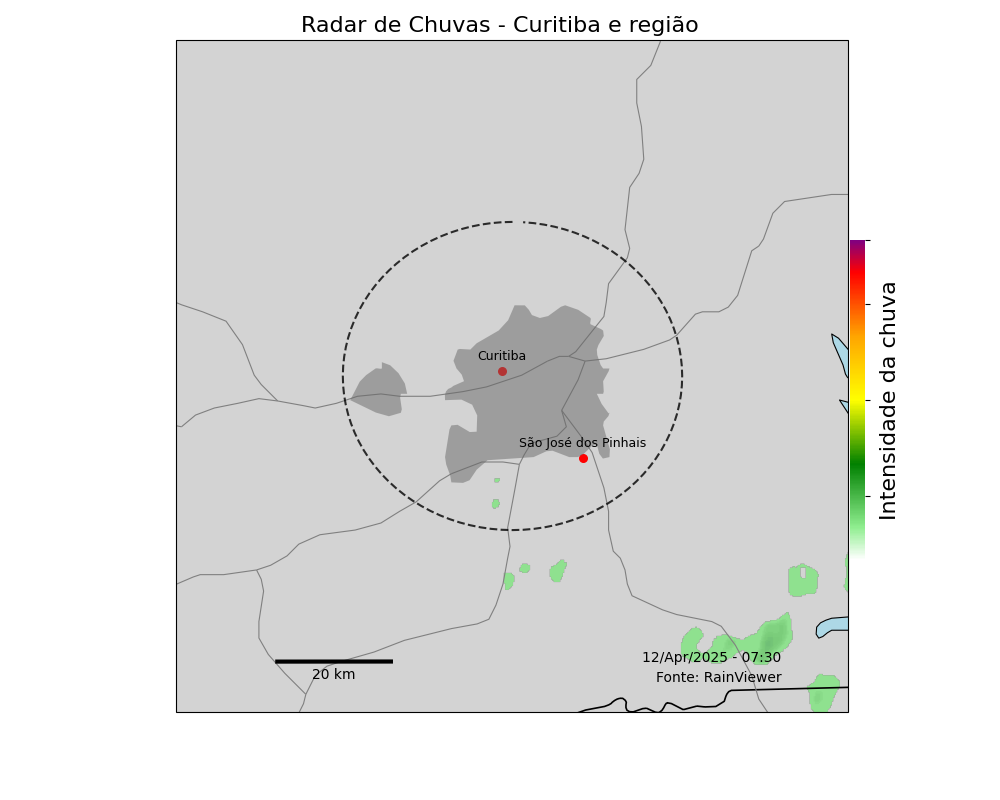 Radar de Chuvas - Curitiba e região
Curitiba
São José dos Pinhais
Intensidade da chuva
12/Apr/2025 - 07:30
Fonte: RainViewer
20 km